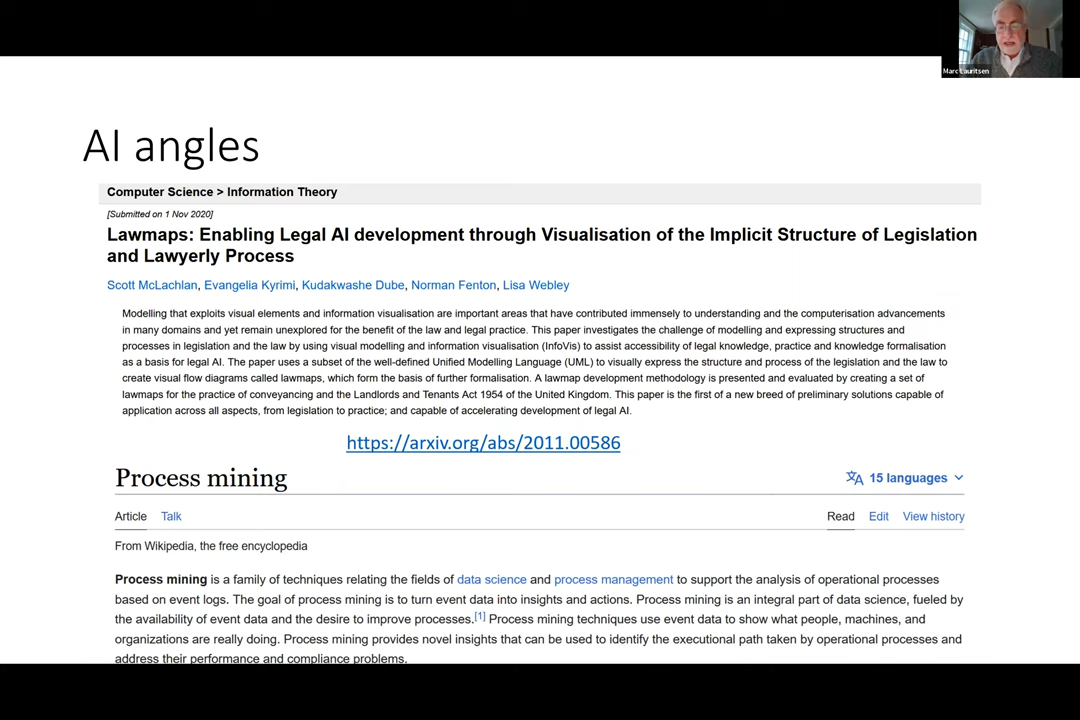 Marc Lauritsen
AI angles
Computer Science > Information Theory
[Submitted on 1 Nov 2020]
Lawmaps: Enabling Legal AI development through Visualisation of the Implicit Structure of Legislation
and Lawyerly Process
Scott McLachlan, Evangelia Kyrimi, Kudakwashe Dube, Norman Fenton, Lisa Webley
Modelling that exploits visual elements and information visualisation are important areas that have contributed immensely to understanding and the computerisation advancements
in many domains and yet remain unexplored for the benefit of the law and legal practice. This paper investigates the challenge of modelling and expressing structures and
processes in legislation and the law by using visual modelling and information visualisation (InfoVis) to assist accessibility of legal knowledge, practice and knowledge formalisation
as a basis for legal AI. The paper uses a subset of the well-defined Unified Modelling Language (UML) to visually express the structure and process of the legislation and the law to
create visual flow diagrams called lawmaps, which form the basis of further formalisation. A lawmap development methodology is presented and evaluated by creating a set of
lawmaps for the practice of conveyancing and the Landlords and Tenants Act 1954 of the United Kingdom. This paper is the first of a new breed of preliminary solutions capable of
application across all aspects, from legislation to practice; and capable of accelerating development of legal AI.
https://arxiv.org/abs/2011.00586
Process mining
15 languages
Article Talk
Read Edit View history
From Wikipedia, the free encyclopedia
Process mining is a family of techniques relating the fields of data science and process management to support the analysis of operational processes
based on event logs. The goal of process mining is to turn event data into insights and actions. Process mining is an integral part of data science, fueled by
the availability of event data and the desire to improve processes.[1] Process mining techniques use event data to show what people, machines, and
organizations are really doing. Process mining provides novel insights that can be used to identify the executional path taken by operational processes and
address their performance and compliance problems.